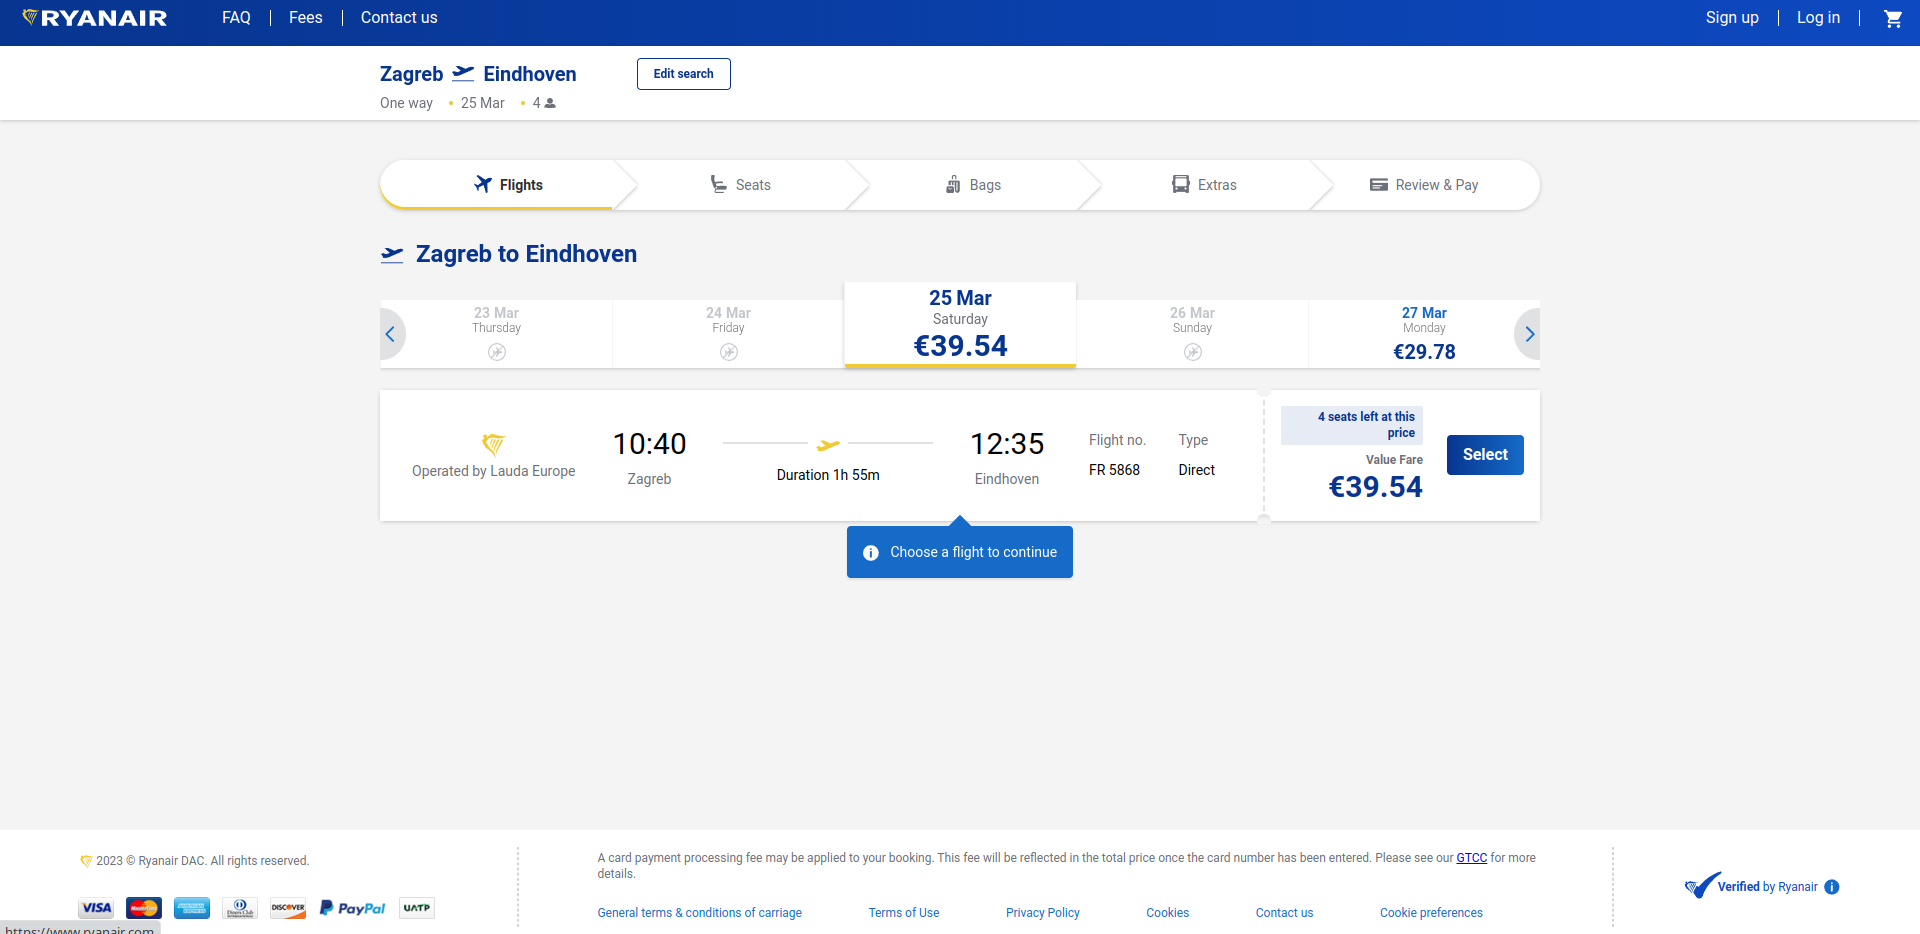 RYANAIR
FAQ
Fees
Contact us
Sign up
Log in
Zagreb Eindhoven
Edit search
One way • 25 Mar • 4
Flights
Seats
Bags
Extras
Review & Pay
Zagreb to Eindhoven
23 Mar
Thursday
24 Mar
Friday
25 Mar
Saturday
€39.54
26 Mar
Sunday
27 Mar
Monday
€29.78
Operated by Lauda Europe
10:40
Zagreb
Duration 1h 55m
12:35
Eindhoven
Flight no.
FR 5868
Type
Direct
4 seats left at this
price
Value Fare
€39.54
Select
Choose a flight to continue
2023 © Ryanair DAC. All rights reserved.
VISA
MasterCard
AMERICAN EXPRESS
Diners Club
INTERNATIONAL
DISCOVER
PayPal
UATP
A card payment processing fee may be applied to your booking. This fee will be reflected in the total price once the card number has been entered. Please see our GTCC for more
details.
General terms & conditions of carriage
Terms of Use
Privacy Policy
Cookies
Contact us
Cookie preferences
Verified by Ryanair
https://www.ryanair.com